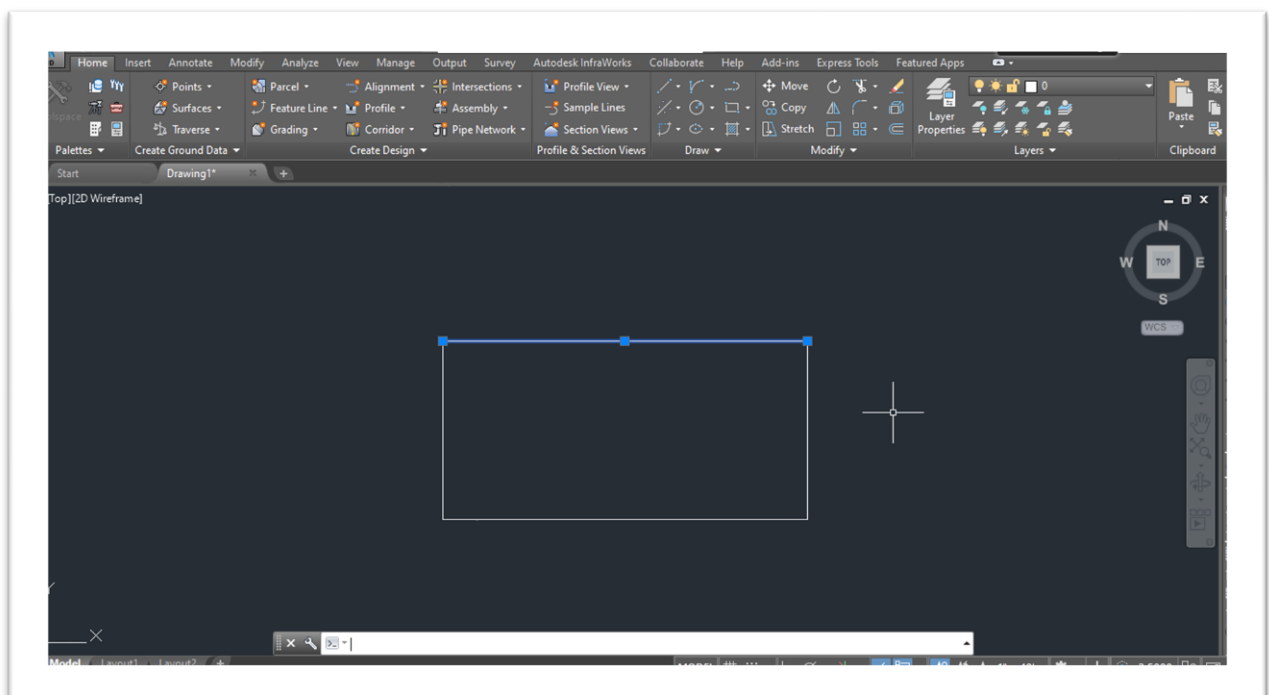 Home Insert Annotate Modify Analyze View Manage Output Survey Autodesk InfraWorks Collaborate Help Add-ins Express Tools Featured Apps
Points Parcel Alignment Intersections Profile View Move 0
Surfaces Feature Line Profile Assembly Sample Lines Copy Layer Properties Paste
Traverse Grading Corridor Pipe Network Section Views Stretch
Palettes Create Ground Data Create Design Profile & Section Views Draw Modify Layers Clipboard
Start Drawing1* +
[Top][2D Wireframe]
N
W TOP E
S
WCS
X
Model Layout1 Layout2 +
MODEL